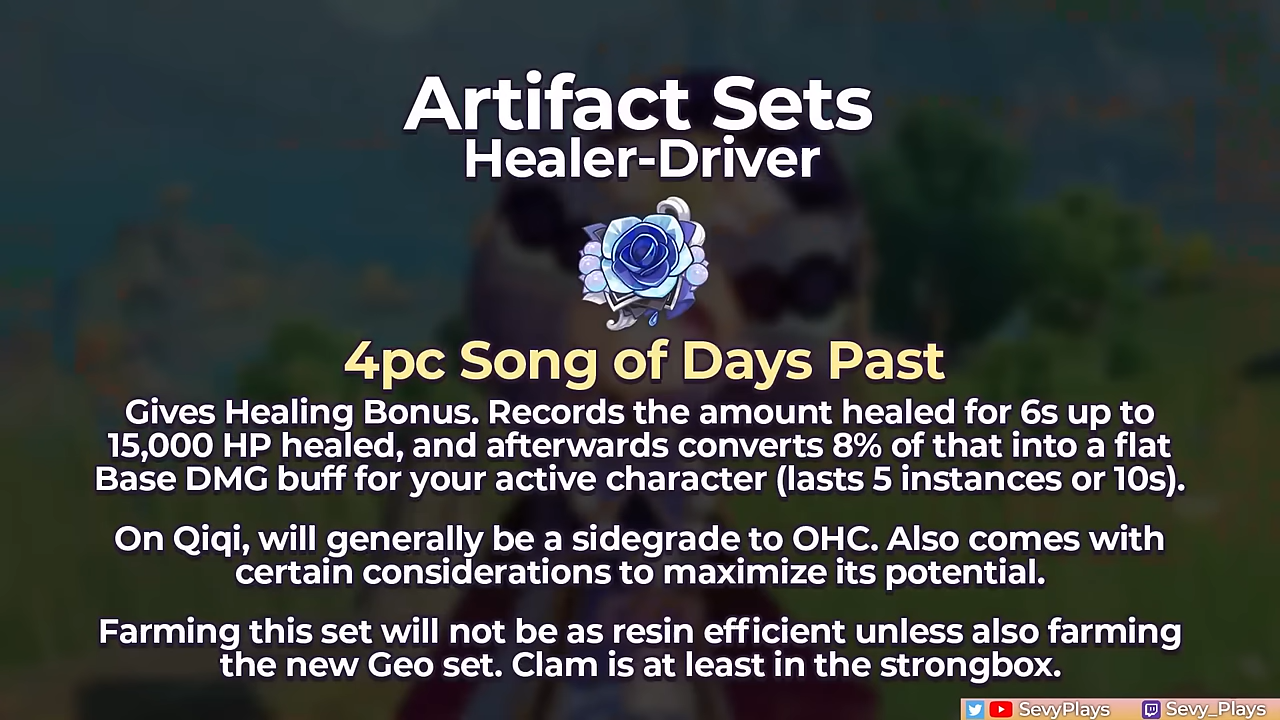 Artifact Sets
Healer-Driver
4pc Song of Days Past
Gives Healing Bonus. Records the amount healed for 6s up to
15,000 HP healed, and afterwards converts 8% of that into a flat
Base DMG buff for your active character (lasts 5 instances or 10s).
On Qiqi, will generally be a sidegrade to OHC. Also comes with
certain considerations to maximize its potential.
Farming this set will not be as resin efficient unless also farming
the new Geo set. Clam is at least in the strongbox.
SevyPlays
Sevy_Plays